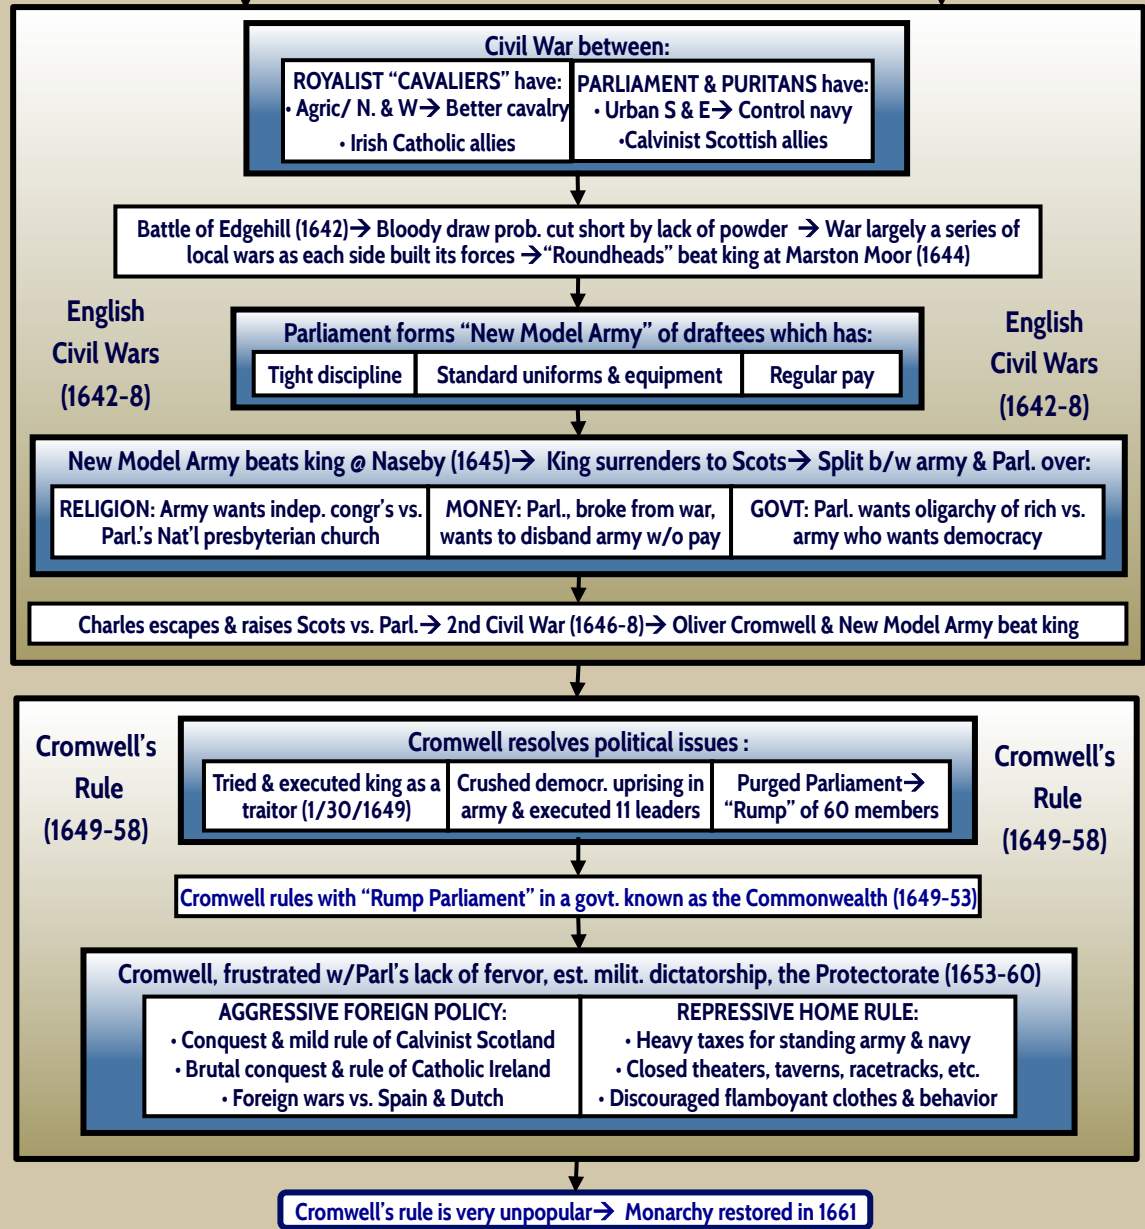 Civil War between:
ROYALIST “CAVALIERS” have:
• Agric/ N. & W→ Better cavalry
• Irish Catholic allies
PARLIAMENT & PURITANS have:
• Urban S & E→ Control navy
•Calvinist Scottish allies
Battle of Edgehill (1642)→ Bloody draw prob. cut short by lack of powder → War largely a series of
local wars as each side built its forces →“Roundheads” beat king at Marston Moor (1644)
English
Civil Wars
(1642-8)
English
Civil Wars
(1642-8)
Parliament forms “New Model Army” of draftees which has:
Tight discipline
Standard uniforms & equipment
Regular pay
New Model Army beats king @ Naseby (1645)→ King surrenders to Scots→ Split b/w army & Parl. over:
RELIGION: Army wants indep. congr’s vs.
Parl.’s Nat’l presbyterian church
MONEY: Parl., broke from war,
wants to disband army w/o pay
GOVT: Parl. wants oligarchy of rich vs.
army who wants democracy
Charles escapes & raises Scots vs. Parl.→ 2nd Civil War (1646-8)→ Oliver Cromwell & New Model Army beat king
Cromwell’s
Rule
(1649-58)
Cromwell’s
Rule
(1649-58)
Cromwell resolves political issues :
Tried & executed king as a
traitor (1/30/1649)
Crushed democr. uprising in
army & executed 11 leaders
Purged Parliament→
“Rump” of 60 members
Cromwell rules with “Rump Parliament” in a govt. known as the Commonwealth (1649-53)
Cromwell, frustrated w/Parl’s lack of fervor, est. milit. dictatorship, the Protectorate (1653-60)
AGGRESSIVE FOREIGN POLICY:
• Conquest & mild rule of Calvinist Scotland
• Brutal conquest & rule of Catholic Ireland
• Foreign wars vs. Spain & Dutch
REPRESSIVE HOME RULE:
• Heavy taxes for standing army & navy
• Closed theaters, taverns, racetracks, etc.
• Discouraged flamboyant clothes & behavior
Cromwell’s rule is very unpopular→ Monarchy restored in 1661